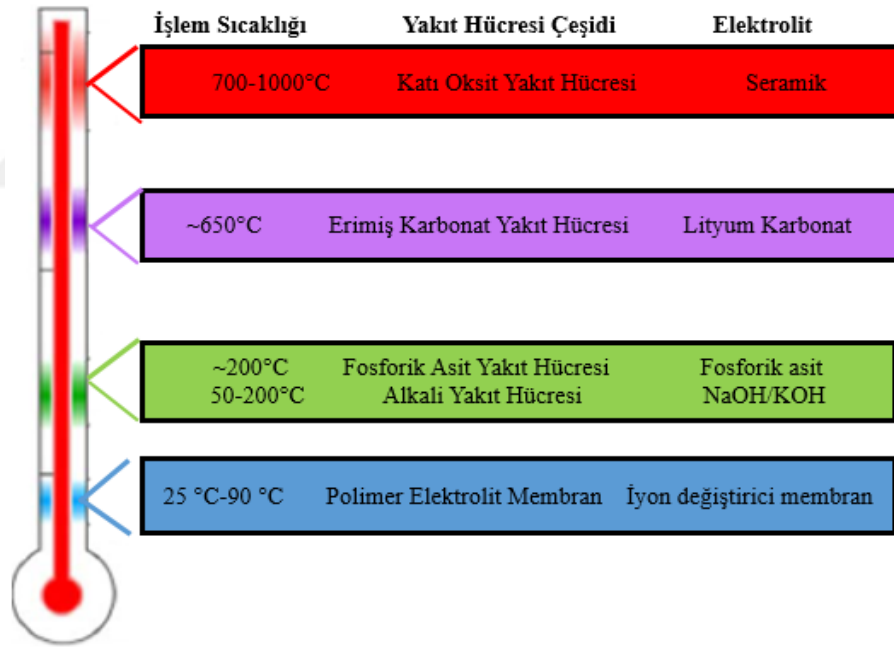 İşlem Sıcaklığı Yakıt Hücresi Çeşidi Elektrolit
700-1000°C Katı Oksit Yakıt Hücresi Seramik
~650°C Erimiş Karbonat Yakıt Hücresi Lityum Karbonat
~200°C Fosforik Asit Yakıt Hücresi Fosforik asit
50-200°C Alkali Yakıt Hücresi NaOH/KOH
25 °C-90 °C Polimer Elektrolit Membran İyon değiştirici membran